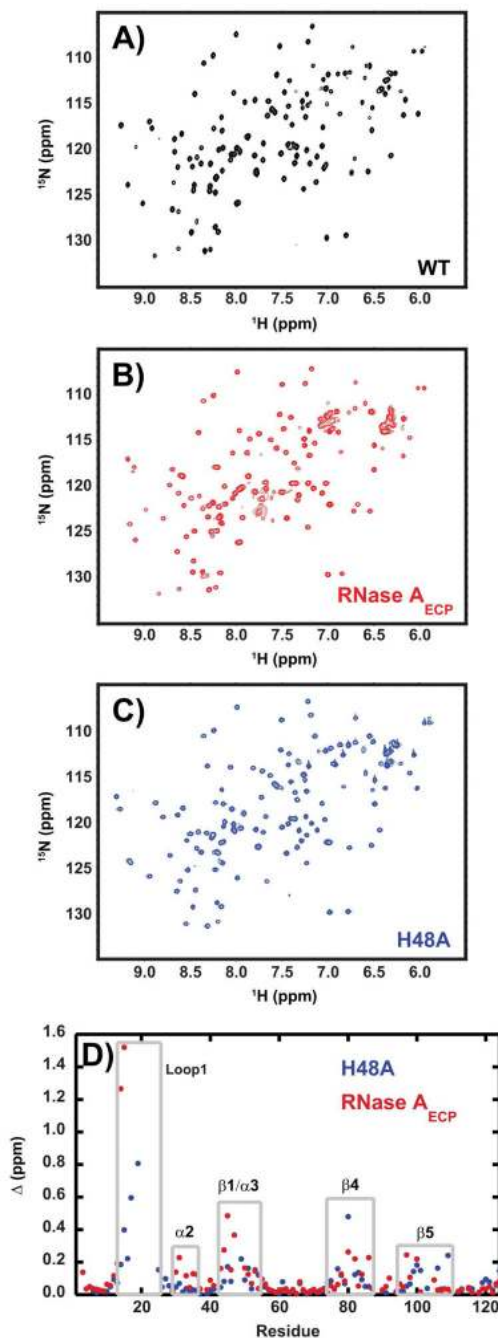 A)
110
115
120
125
130
¹⁵N (ppm)
WT
9.0 8.5 8.0 7.5 7.0 6.5 6.0
¹H (ppm)
B)
110
115
120
125
130
¹⁵N (ppm)
RNase A_ECP
9.0 8.5 8.0 7.5 7.0 6.5 6.0
¹H (ppm)
C)
110
115
120
125
130
¹⁵N (ppm)
H48A
9.0 8.5 8.0 7.5 7.0 6.5 6.0
¹H (ppm)
D)
1.6
1.4
1.2
1.0
0.8
0.6
0.4
0.2
0.0
Δ (ppm)
Loop1
H48A
RNase A_ECP
α2
β1/α3
β4
β5
20 40 60 80 100 120
Residue